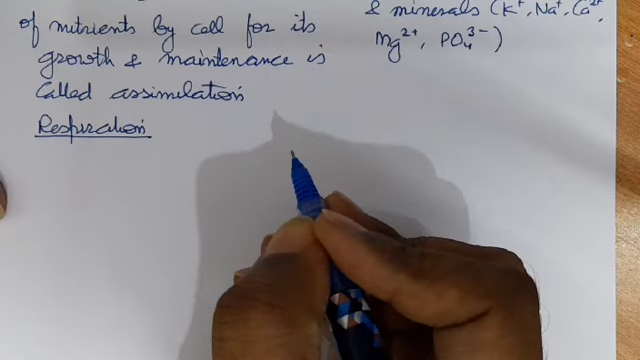 of nutrients by cell for its
growth & maintenance is
Called assimilation
Respiration
& minerals (K⁺, Na⁺, Ca²⁺,
Mg²⁺, PO₄³⁻)